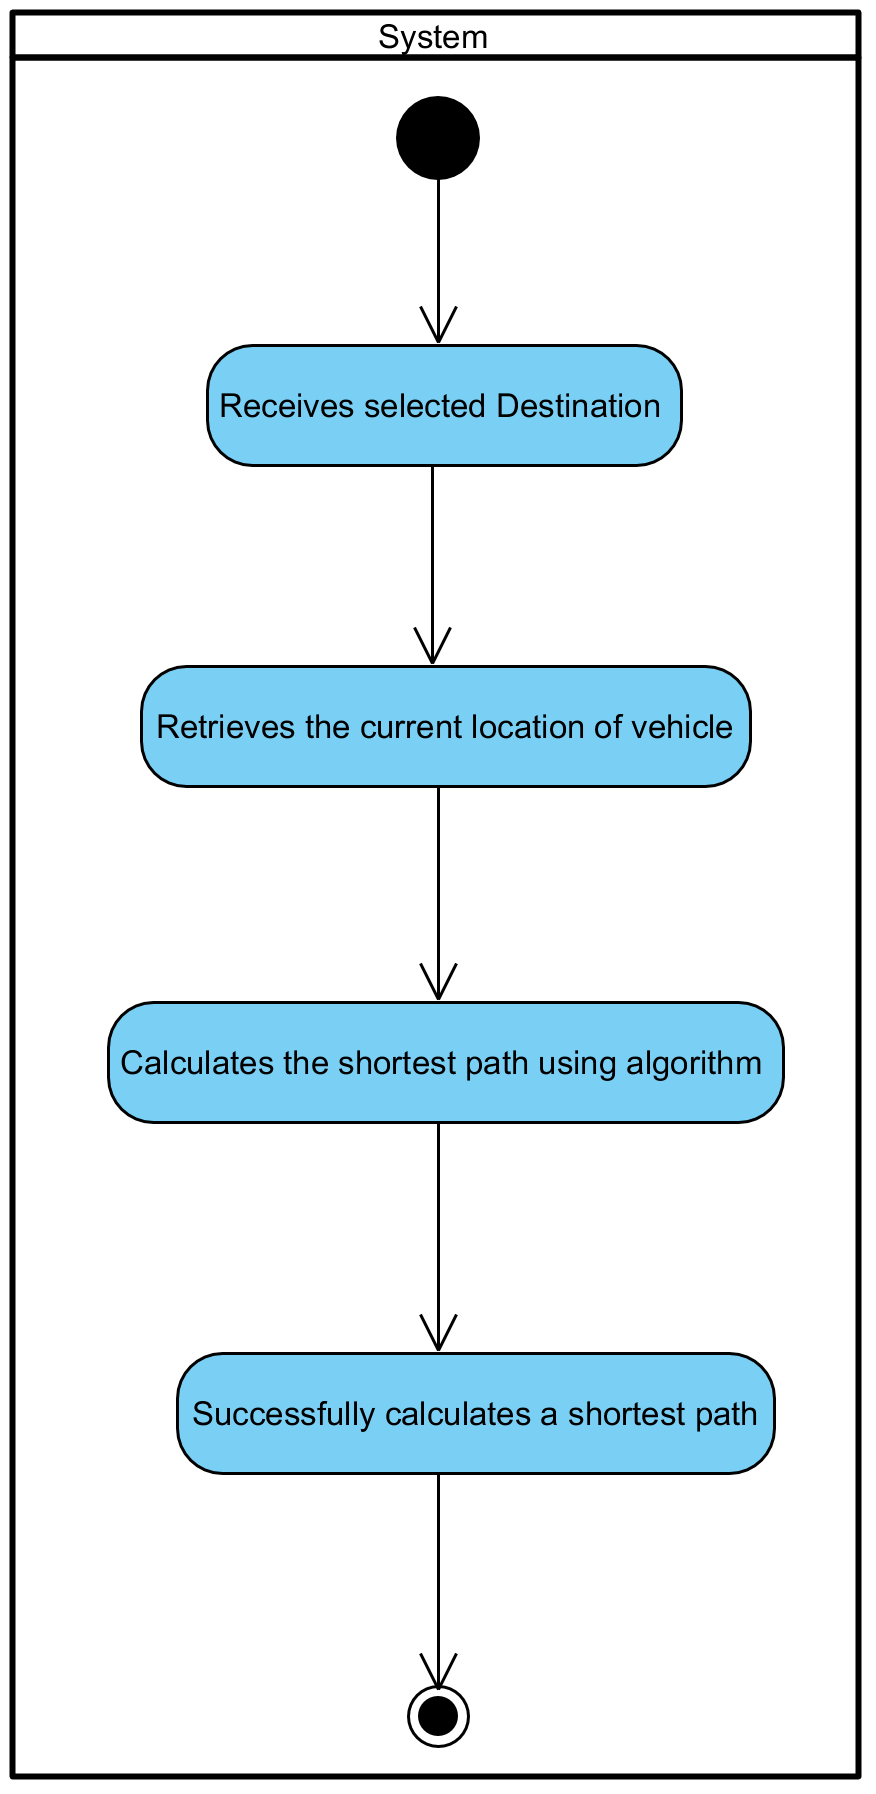 System
Receives selected Destination
Retrieves the current location of vehicle
Calculates the shortest path using algorithm
Successfully calculates a shortest path